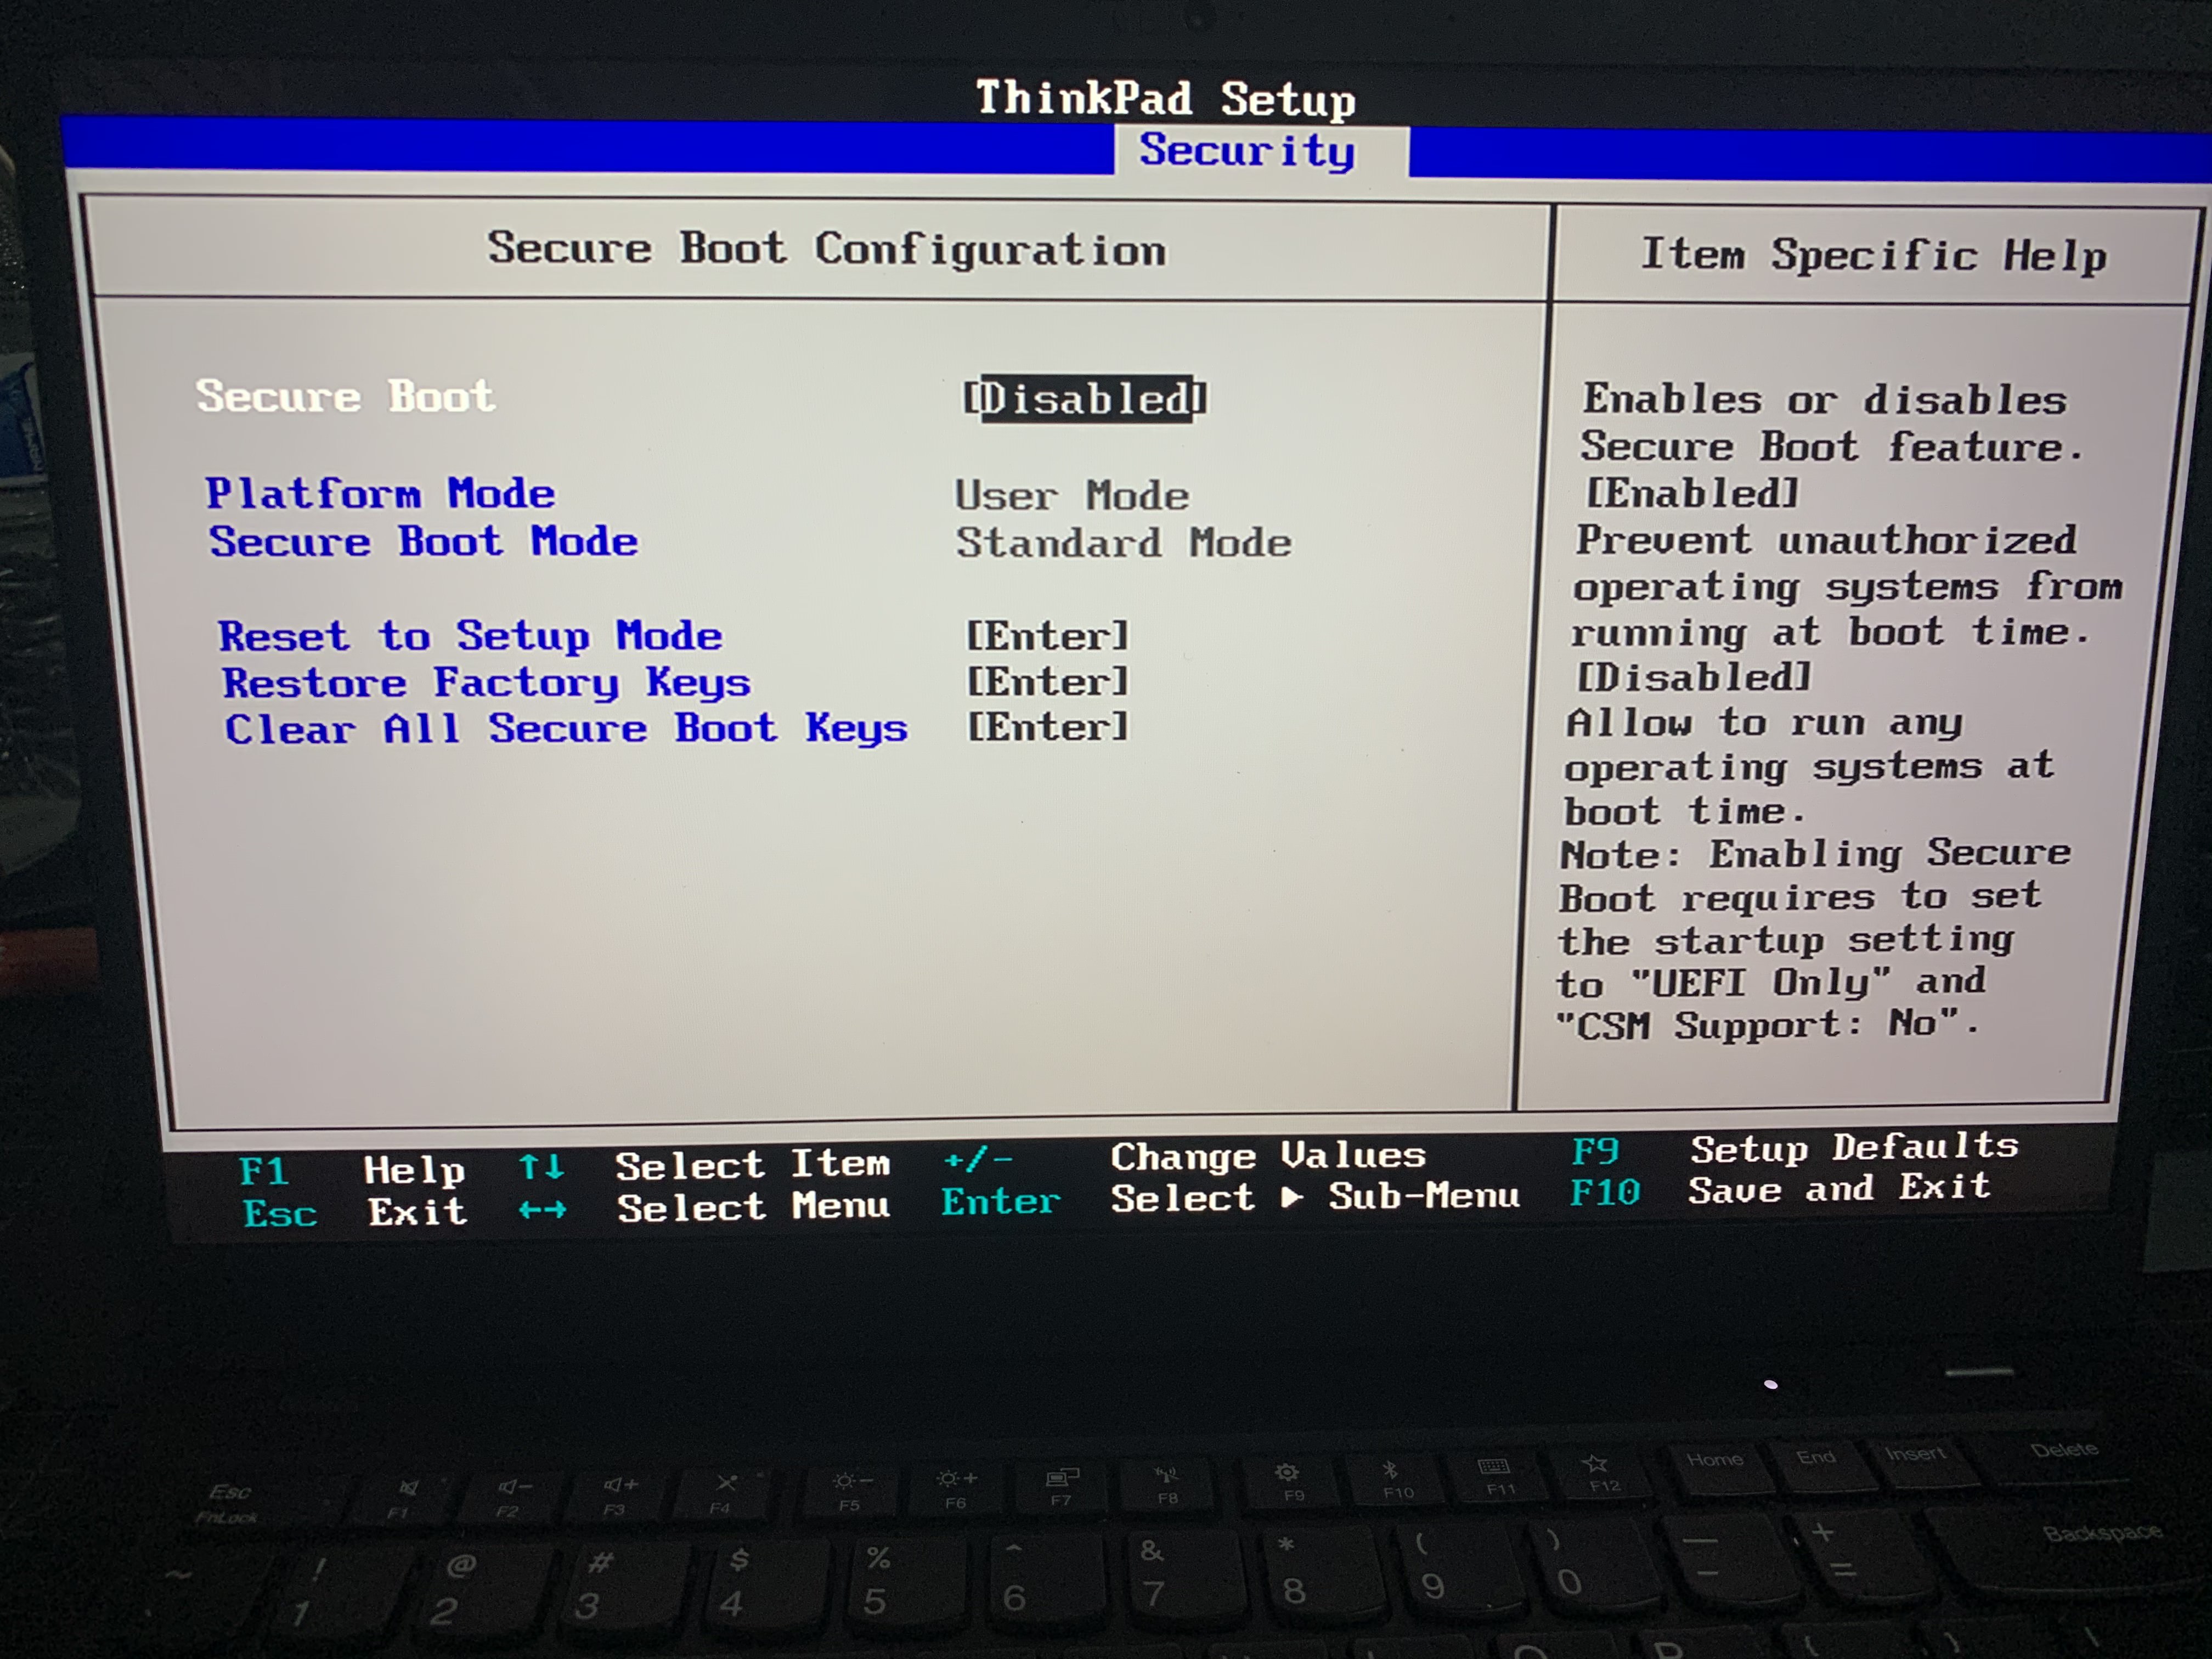 ThinkPad Setup
Security
Secure Boot Configuration
Item Specific Help
Secure Boot [Disabled]
Platform Mode User Mode
Secure Boot Mode Standard Mode
Reset to Setup Mode [Enter]
Restore Factory Keys [Enter]
Clear All Secure Boot Keys [Enter]
Enables or disables
Secure Boot feature.
[Enabled]
Prevent unauthorized
operating systems from
running at boot time.
[Disabled]
Allow to run any
operating systems at
boot time.
Note: Enabling Secure
Boot requires to set
the startup setting
to "UEFI Only" and
"CSM Support: No".
F1 Help ↑↓ Select Item +/- Change Values F9 Setup Defaults
Esc Exit ←→ Select Menu Enter Select ▶ Sub-Menu F10 Save and Exit
Esc F1 F2 F3 F4 F5 F6 F7 F8 F9 F10 F11 F12 Home End Insert Delete
FnLock
~ ! @ # $ % ^ & * ( ) — + Backspace
1 2 3 4 5 6 7 8 9 0 - =